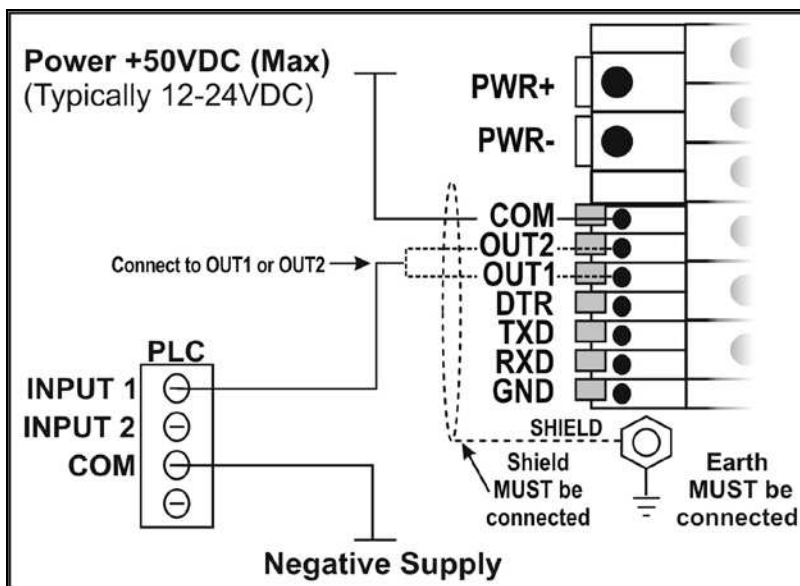 Power +50VDC (Max)
(Typically 12-24VDC)
PWR+
PWR-
COM
OUT2
OUT1
DTR
TXD
RXD
GND
Connect to OUT1 or OUT2
PLC
INPUT 1
INPUT 2
COM
SHIELD
Shield
MUST be
connected
Earth
MUST be
connected
Negative Supply